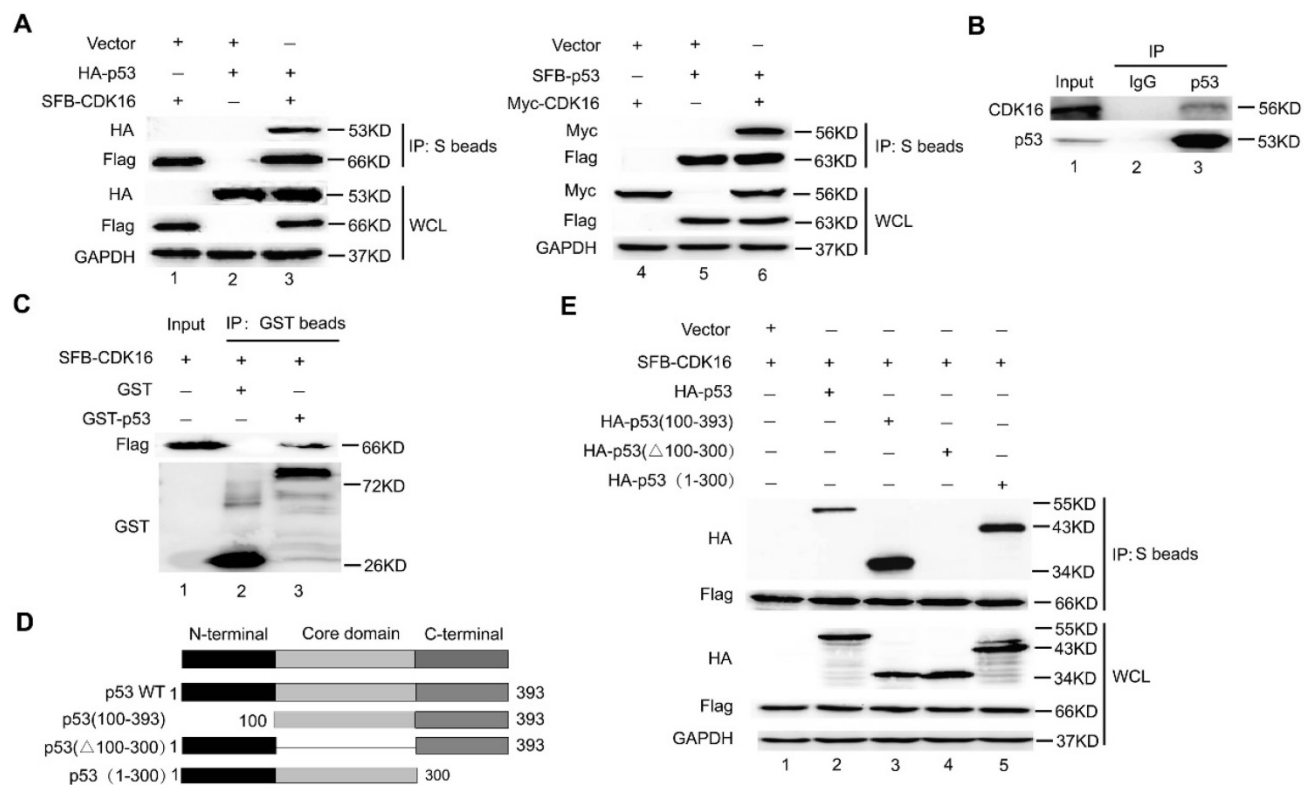 A
Vector + + –
HA-p53 – + +
SFB-CDK16 + – +
HA 53KD
Flag 66KD
IP: S beads
HA 53KD
Flag 66KD
GAPDH 37KD
WCL
1 2 3
Vector + + –
SFB-p53 – + +
Myc-CDK16 + – +
Myc 56KD
Flag 63KD
IP: S beads
Myc 56KD
Flag 63KD
GAPDH 37KD
WCL
4 5 6
B
IP
Input IgG p53
CDK16 56KD
p53 53KD
1 2 3
C
Input IP: GST beads
SFB-CDK16 + + +
GST – + –
GST-p53 – – +
Flag 66KD
72KD
GST
26KD
1 2 3
D
N-terminal Core domain C-terminal
p53 WT 1 393
p53(100-393) 100 393
p53(△100-300) 1 393
p53 (1-300) 1 300
E
Vector + – – – –
SFB-CDK16 + + + + +
HA-p53 – + – – –
HA-p53(100-393) – – + – –
HA-p53(△100-300) – – – + –
HA-p53 (1-300) – – – – +
55KD
HA 43KD
34KD
Flag 66KD
IP: S beads
55KD
HA 43KD
34KD
Flag 66KD
GAPDH 37KD
WCL
1 2 3 4 5